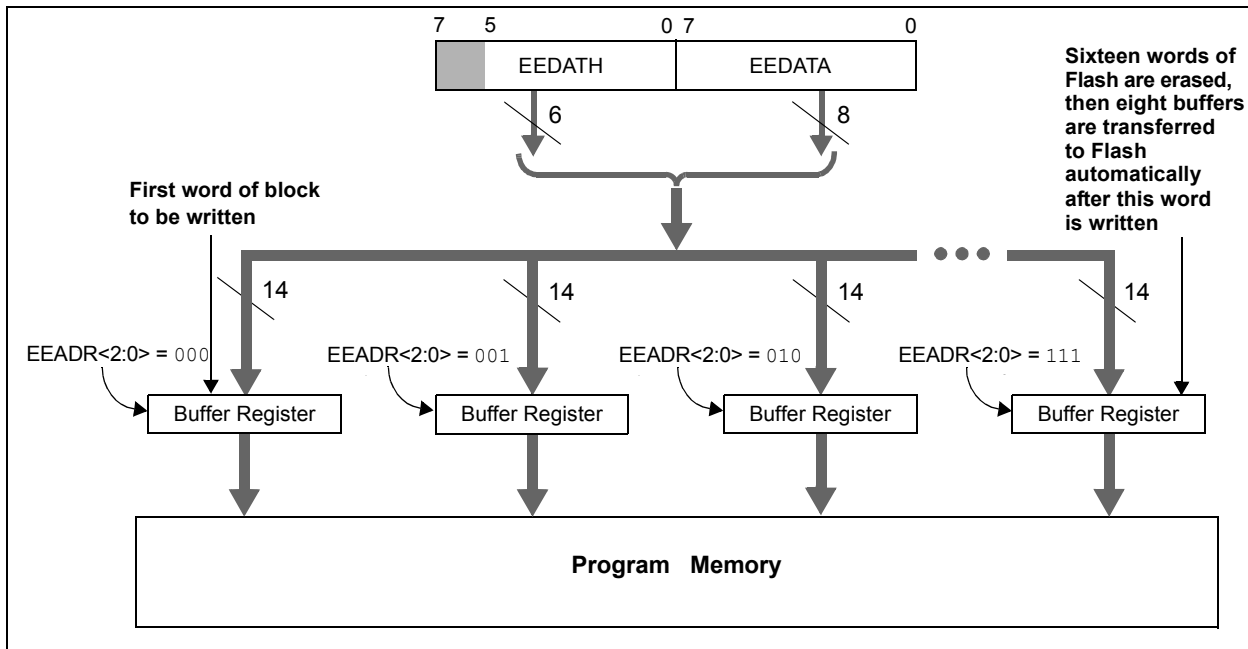 7 5 0 7 0
EEDATH EEDATA
6 8
Sixteen words of
Flash are erased,
then eight buffers
are transferred
to Flash
automatically
after this word
is written
First word of block
to be written
14 14 14 14
EEADR<2:0> = 000 EEADR<2:0> = 001 EEADR<2:0> = 010 EEADR<2:0> = 111
Buffer Register Buffer Register Buffer Register Buffer Register
Program Memory